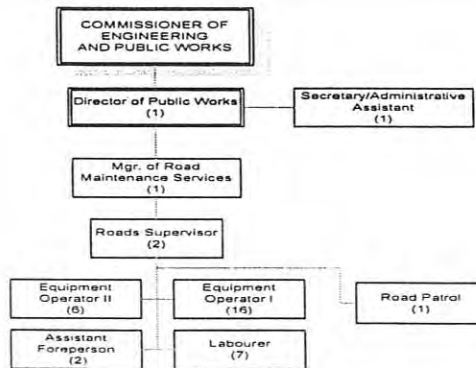 COMMISSIONER OF
ENGINEERING
AND PUBLIC WORKS
Director of Public Works
(1)
Secretary/Administrative
Assistant
(1)
Mgr. of Road
Maintenance Services
(1)
Roads Supervisor
(2)
Equipment
Operator II
(6)
Equipment
Operator I
(16)
Road Patrol
(1)
Assistant
Foreperson
(2)
Labourer
(7)